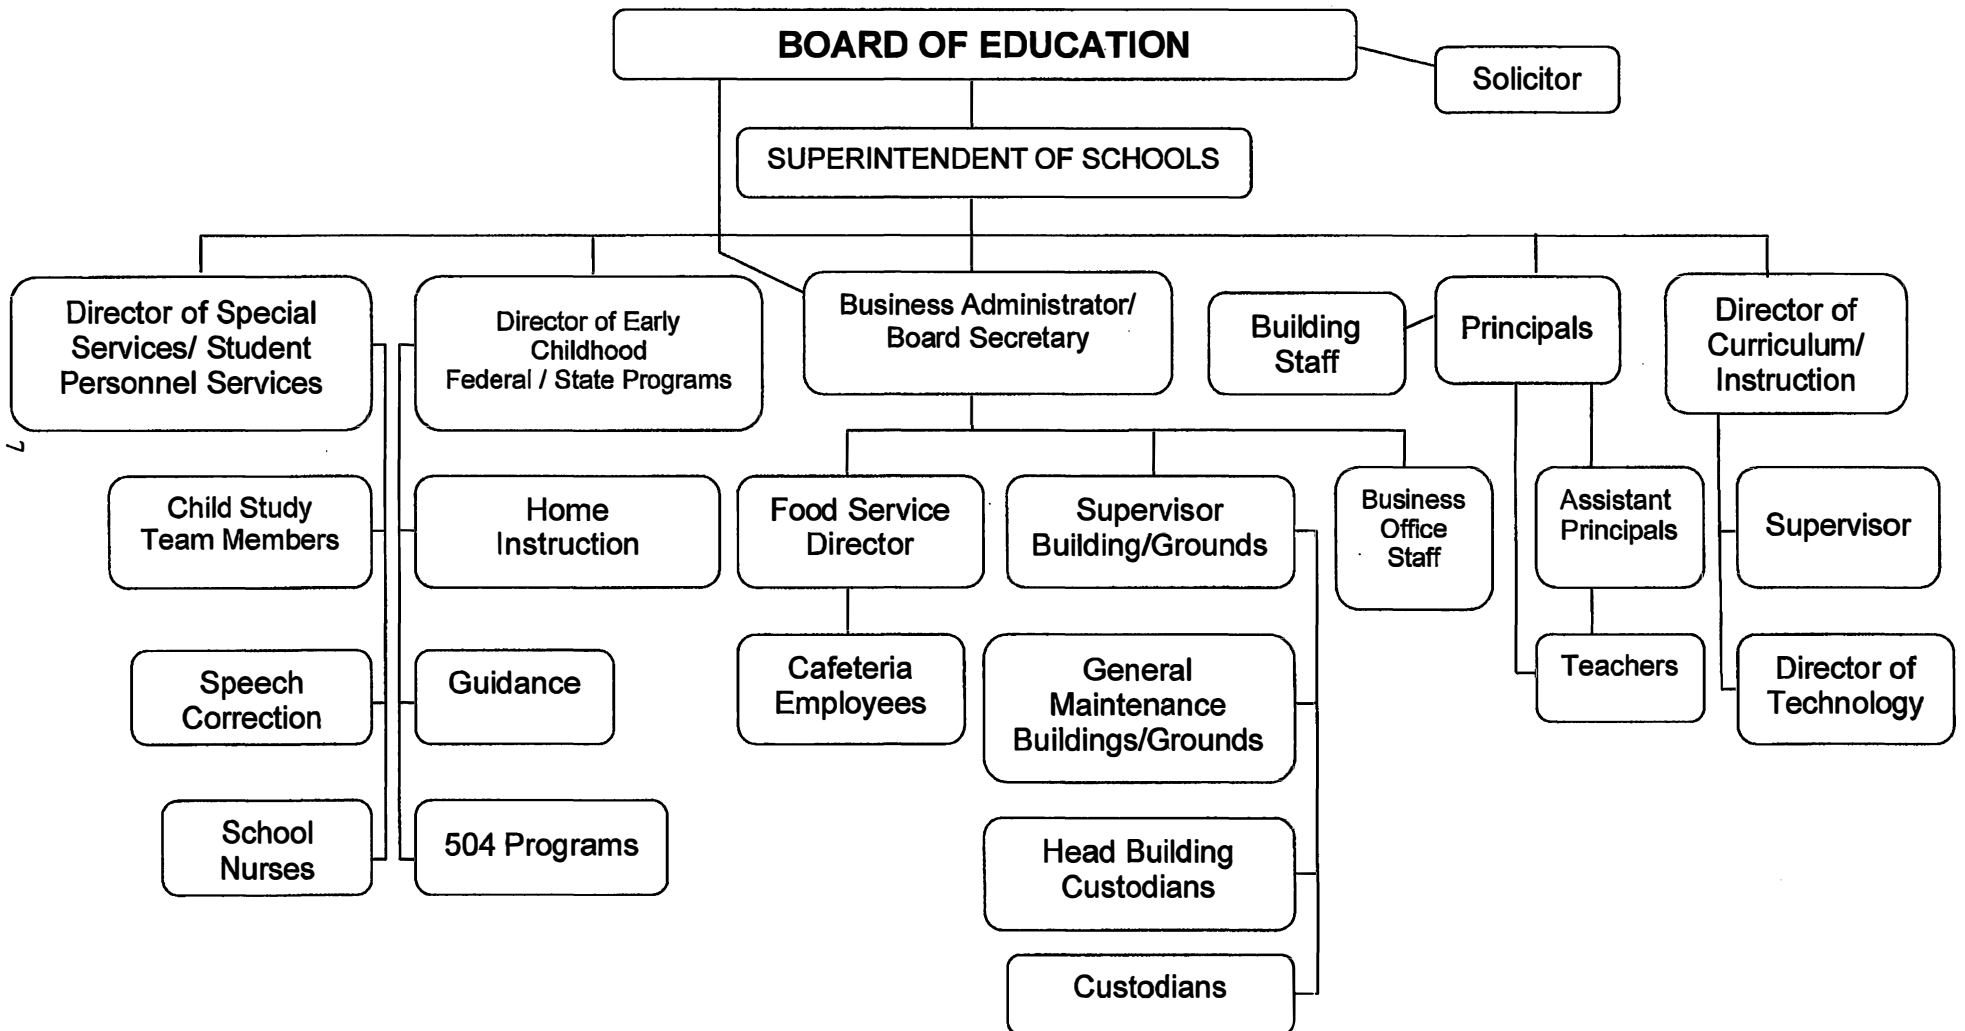 BOARD OF EDUCATION
Solicitor
SUPERINTENDENT OF SCHOOLS
Director of Special
Services/ Student
Personnel Services
Director of Early
Childhood
Federal / State Programs
Business Administrator/
Board Secretary
Building
Staff
Principals
Director of
Curriculum/
Instruction
7
Child Study
Team Members
Home
Instruction
Food Service
Director
Supervisor
Building/Grounds
Business
Office
Staff
Assistant
Principals
Supervisor
Speech
Correction
Guidance
Cafeteria
Employees
General
Maintenance
Buildings/Grounds
Teachers
Director of
Technology
School
Nurses
504 Programs
Head Building
Custodians
Custodians